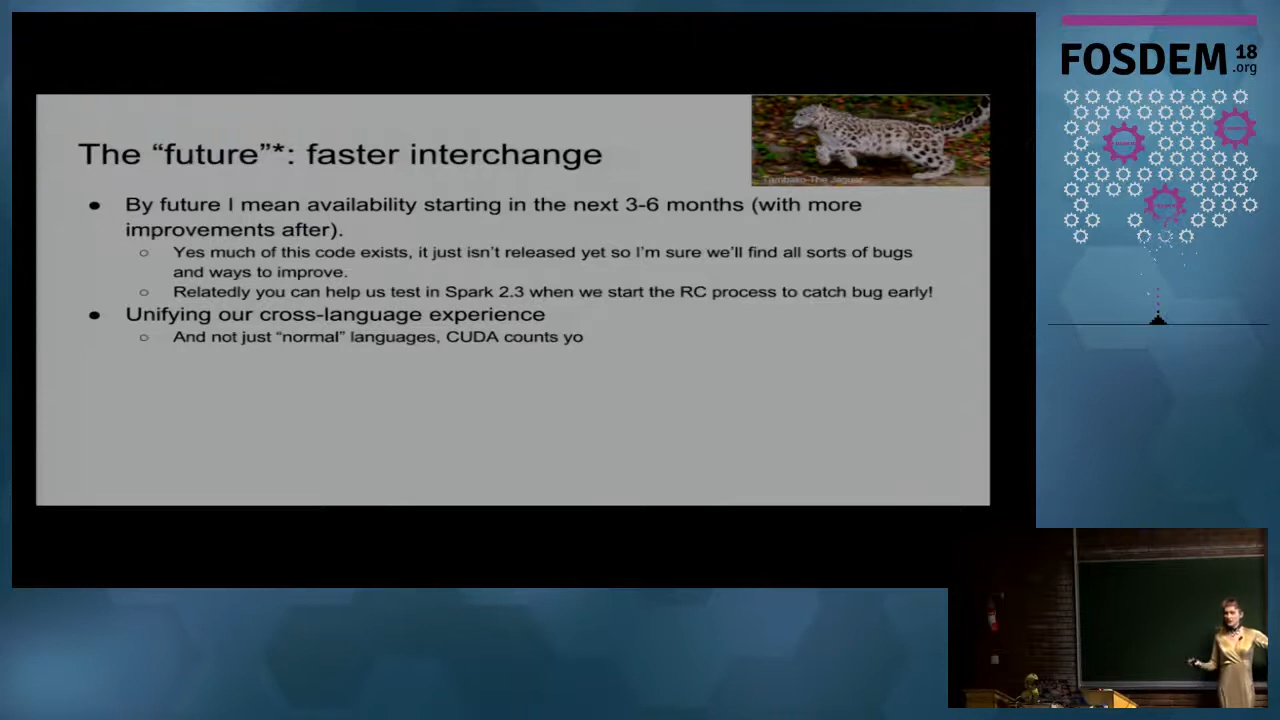 The “future”*: faster interchange
Tambako The Jaguar
● By future I mean availability starting in the next 3-6 months (with more
improvements after).
○ Yes much of this code exists, it just isn’t released yet so I’m sure we’ll find all sorts of bugs
and ways to improve.
○ Relatedly you can help us test in Spark 2.3 when we start the RC process to catch bug early!
● Unifying our cross-language experience
○ And not just “normal” languages, CUDA counts yo
FOSDEM 18
.org